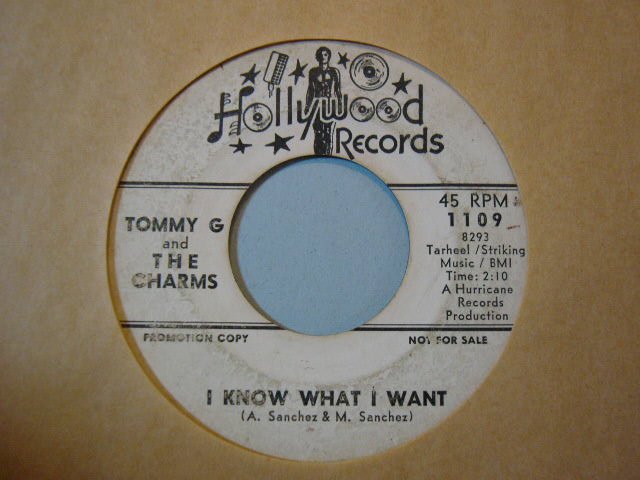 Hollywood
Records
TOMMY G
and
THE
CHARMS
45 RPM
1109
8293
Tarheel / Striking
Music / BMI
Time: 2:10
A Hurricane
Records
Production
PROMOTION COPY
NOT FOR SALE
I KNOW WHAT I WANT
(A. Sanchez & M. Sanchez)